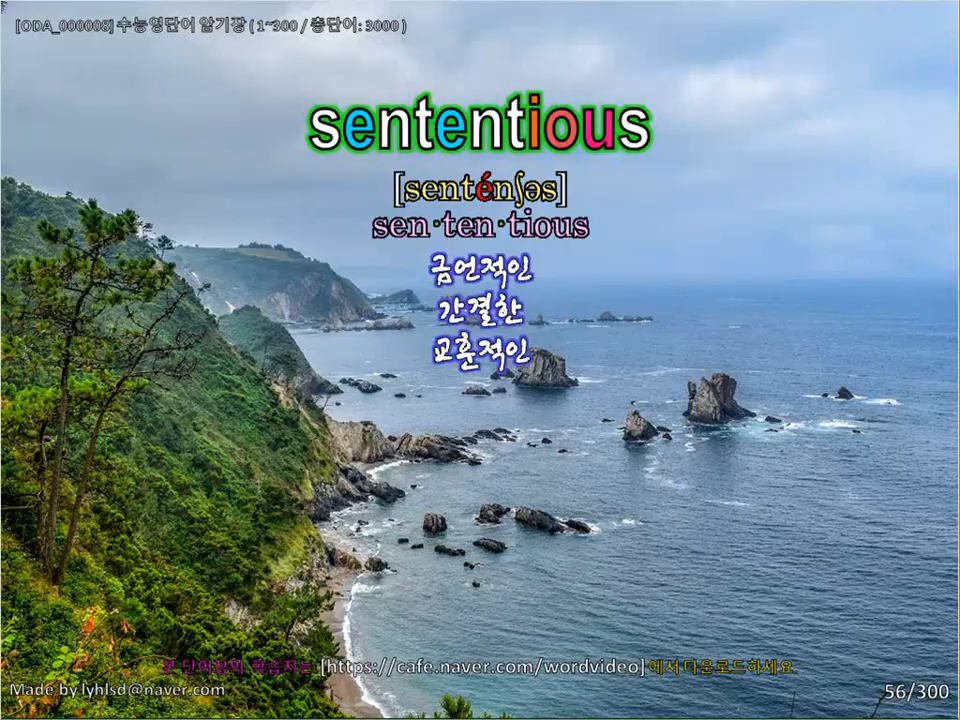 [ODA_000008] 수능영단어 암기장 ( 1~300 / 총단어: 3000 )
sententious
[senténʃəs]
sen·ten·tious
금언적인
간결한
교훈적인
본 단어장의 학습자는 [https://cafe.naver.com/wordvideo] 에서 다운로드하세요.
Made by lyhlsd@naver.com
56/300